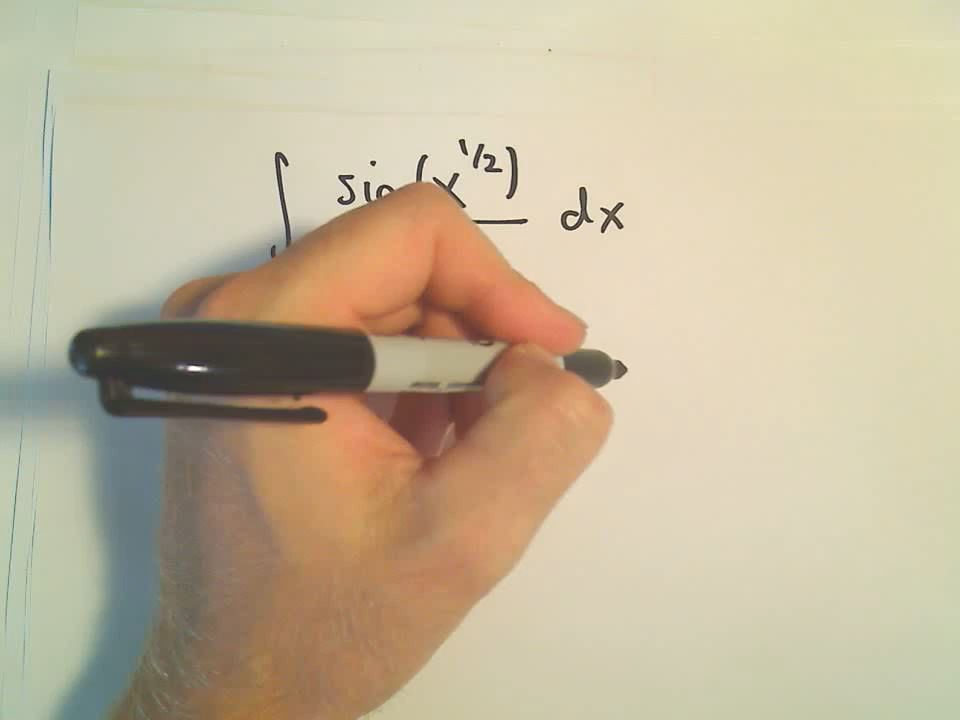 ∫ sin(x^{1/2}) dx